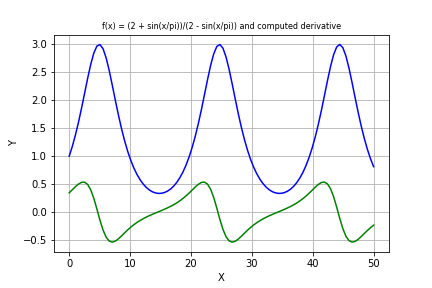 f(x) = (2 + sin(x/pi))/(2 - sin(x/pi)) and computed derivative
3.0
2.5
2.0
1.5
1.0
0.5
0.0
−0.5
Y
0 10 20 30 40 50
X